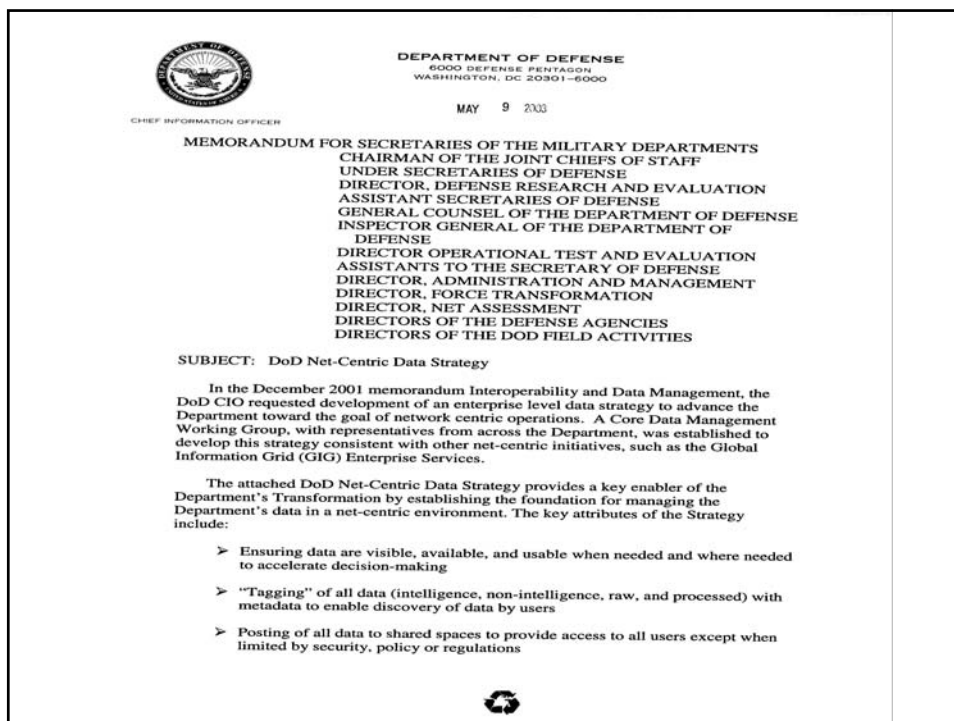 DEPARTMENT OF DEFENSE
6000 DEFENSE PENTAGON
WASHINGTON, DC 20301-6000
MAY 9 2003
CHIEF INFORMATION OFFICER
MEMORANDUM FOR SECRETARIES OF THE MILITARY DEPARTMENTS
CHAIRMAN OF THE JOINT CHIEFS OF STAFF
UNDER SECRETARIES OF DEFENSE
DIRECTOR, DEFENSE RESEARCH AND EVALUATION
ASSISTANT SECRETARIES OF DEFENSE
GENERAL COUNSEL OF THE DEPARTMENT OF DEFENSE
INSPECTOR GENERAL OF THE DEPARTMENT OF
DEFENSE
DIRECTOR OPERATIONAL TEST AND EVALUATION
ASSISTANTS TO THE SECRETARY OF DEFENSE
DIRECTOR, ADMINISTRATION AND MANAGEMENT
DIRECTOR, FORCE TRANSFORMATION
DIRECTOR, NET ASSESSMENT
DIRECTORS OF THE DEFENSE AGENCIES
DIRECTORS OF THE DOD FIELD ACTIVITIES
SUBJECT: DoD Net-Centric Data Strategy
In the December 2001 memorandum Interoperability and Data Management, the
DoD CIO requested development of an enterprise level data strategy to advance the
Department toward the goal of network centric operations. A Core Data Management
Working Group, with representatives from across the Department, was established to
develop this strategy consistent with other net-centric initiatives, such as the Global
Information Grid (GIG) Enterprise Services.
The attached DoD Net-Centric Data Strategy provides a key enabler of the
Department's Transformation by establishing the foundation for managing the
Department's data in a net-centric environment. The key attributes of the Strategy
include:
➤ Ensuring data are visible, available, and usable when needed and where needed
to accelerate decision-making
➤ "Tagging" of all data (intelligence, non-intelligence, raw, and processed) with
metadata to enable discovery of data by users
➤ Posting of all data to shared spaces to provide access to all users except when
limited by security, policy or regulations